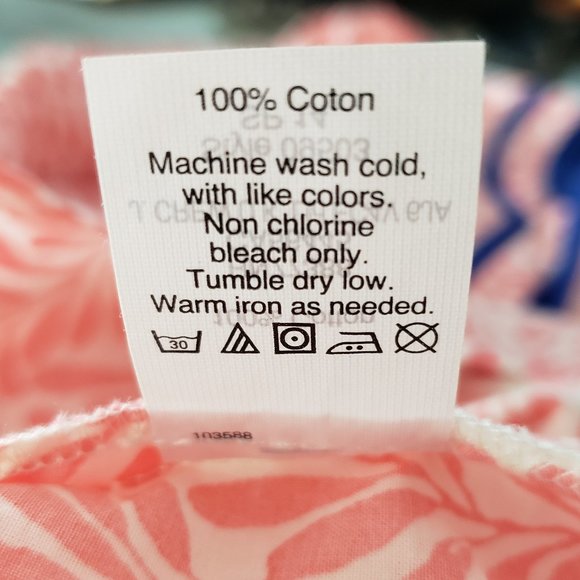 100% Coton
Machine wash cold,
with like colors.
Non chlorine
bleach only.
Tumble dry low.
Warm iron as needed.
30
103588